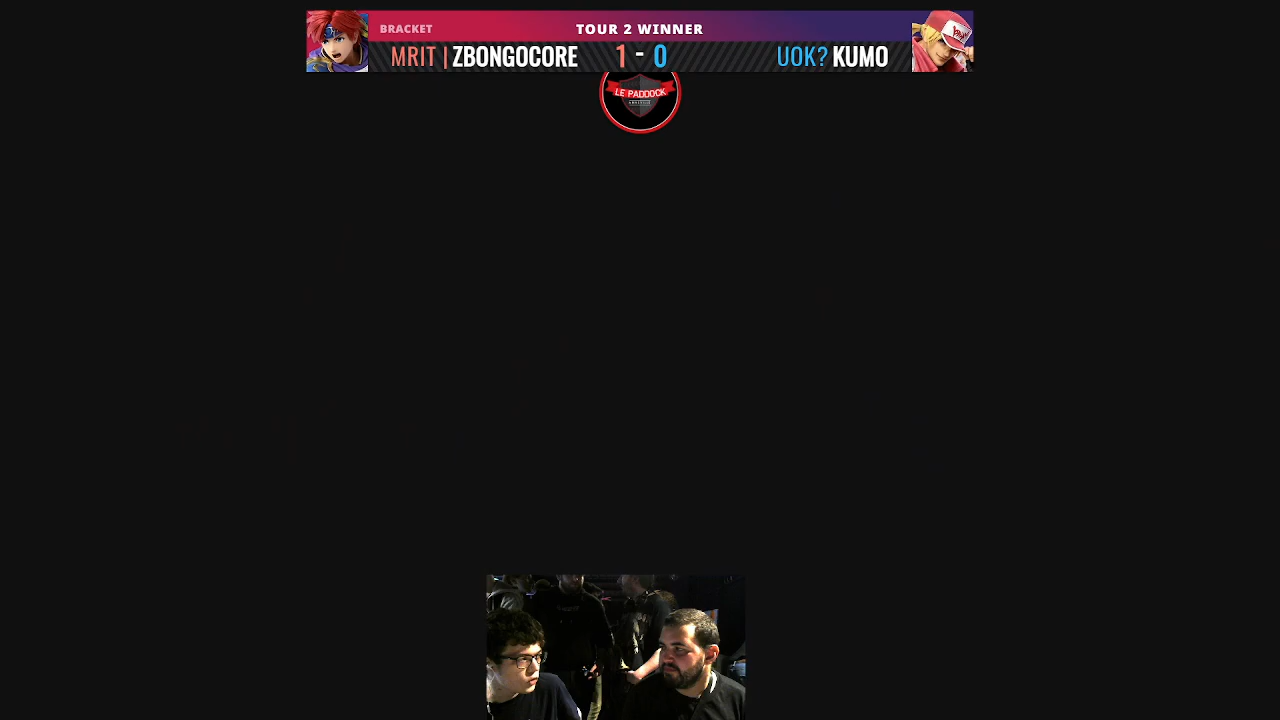 BRACKET
TOUR 2 WINNER
MRIT | ZBONGOCORE 1 - 0 UOK? KUMO
LE PADDOCK